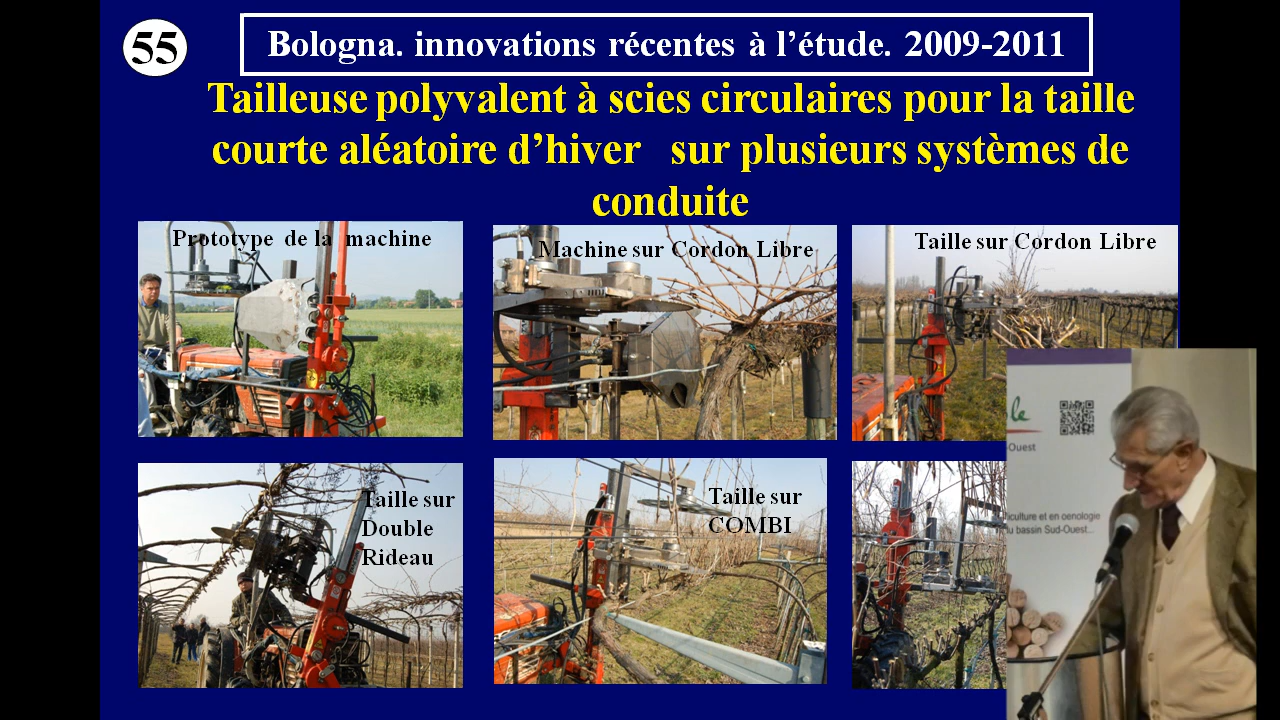 55
Bologna. innovations récentes à l'étude. 2009-2011
Tailleuse polyvalent à scies circulaires pour la taille
courte aléatoire d'hiver sur plusieurs systèmes de
conduite
Prototype de la machine
Machine sur Cordon Libre
Taille sur Cordon Libre
Taille sur
Double
Rideau
Taille sur
COMBI
-Ouest
iculture et en oenologie
du bassin Sud-Ouest...